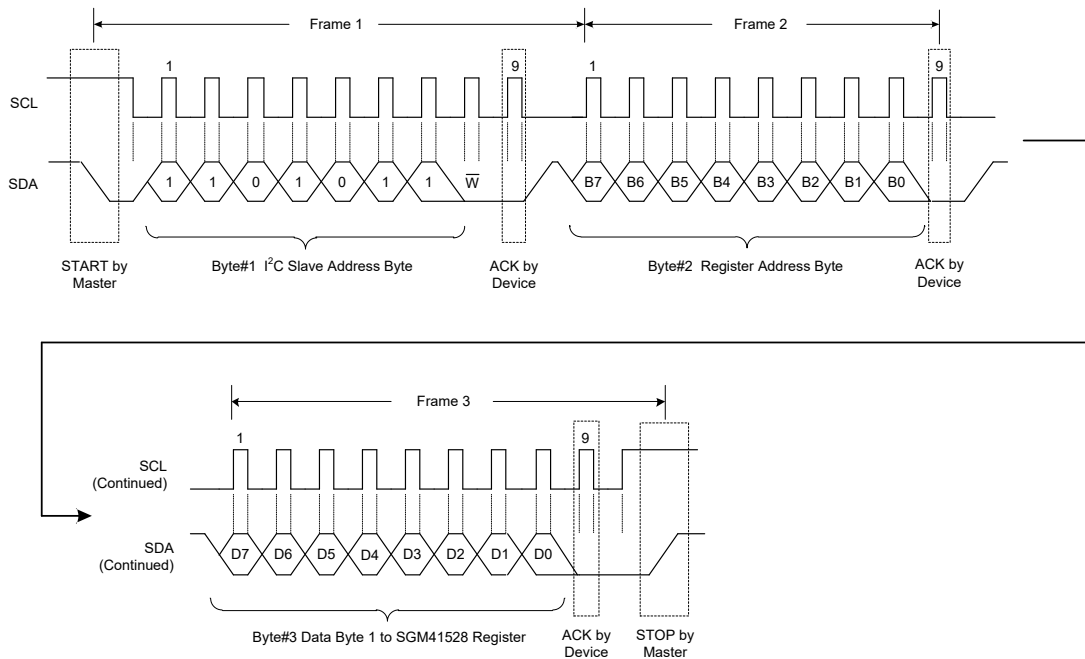 Frame 1
Frame 2
1
9
1
9
SCL
SDA
1 1 0 1 0 1 1 W̅
B7 B6 B5 B4 B3 B2 B1 B0
START by
Master
Byte#1 I²C Slave Address Byte
ACK by
Device
Byte#2 Register Address Byte
ACK by
Device
Frame 3
1
9
SCL
(Continued)
SDA
(Continued)
D7 D6 D5 D4 D3 D2 D1 D0
Byte#3 Data Byte 1 to SGM41528 Register
ACK by
Device
STOP by
Master